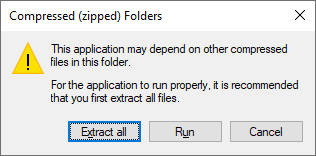 Compressed (zipped) Folders
This application may depend on other compressed
files in this folder.
For the application to run properly, it is recommended
that you first extract all files.
Extract all
Run
Cancel